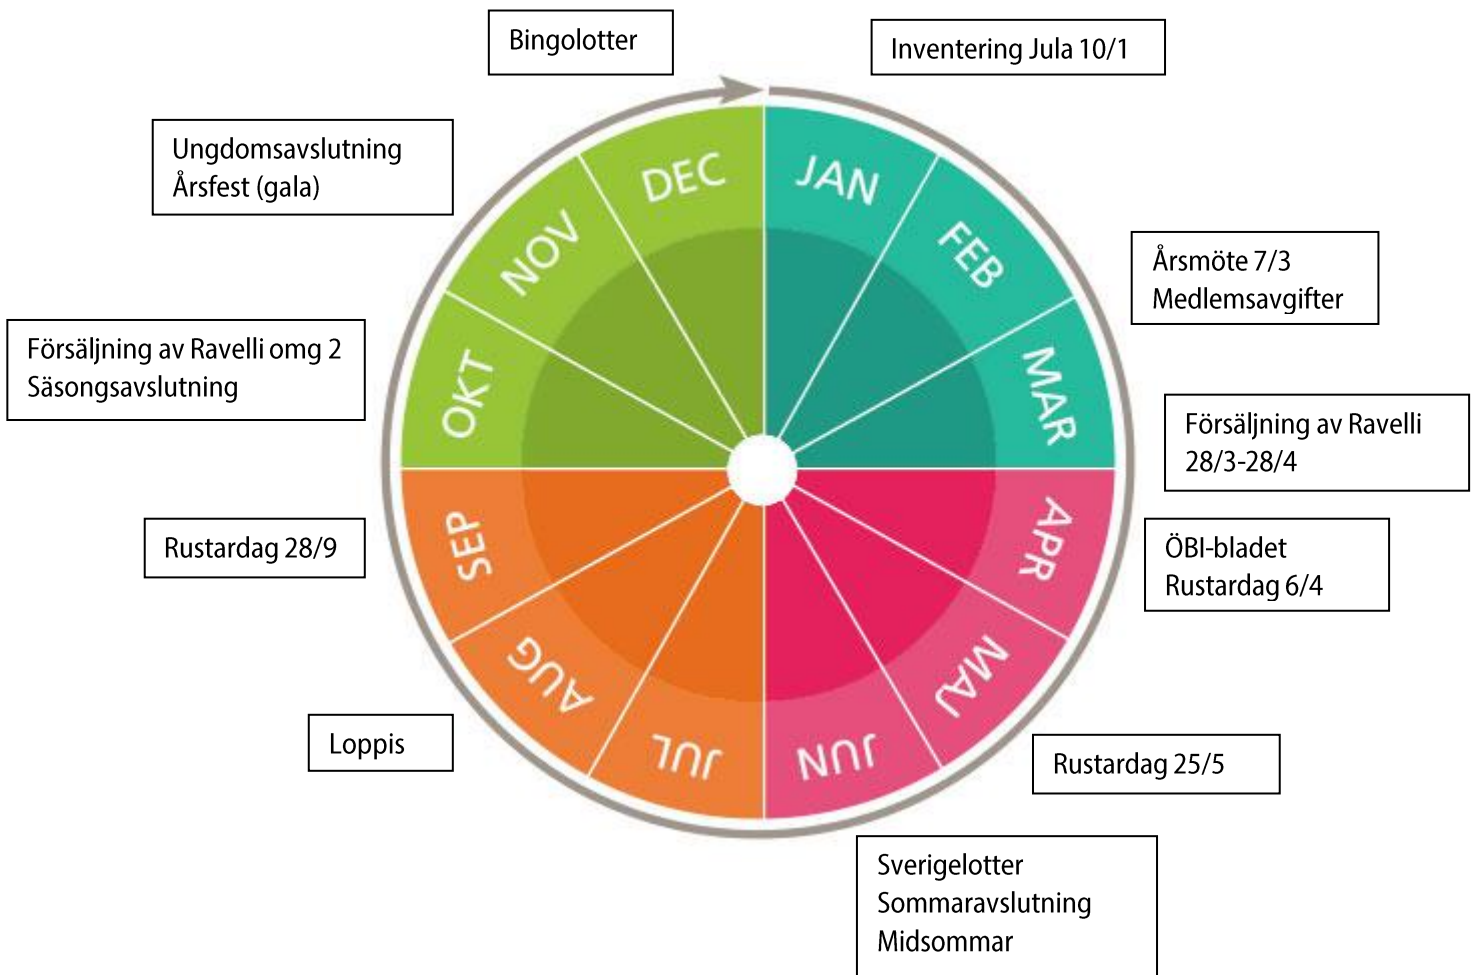 Bingolotter
Inventering Jula 10/1
Ungdomsavslutning
Årsfest (gala)
DEC
JAN
NOV
FEB
Årsmöte 7/3
Medlemsavgifter
Försäljning av Ravelli omg 2
Säsongsavslutning
OKT
MAR
Försäljning av Ravelli
28/3-28/4
Rustardag 28/9
SEP
APR
ÖBI-bladet
Rustardag 6/4
AUG
MAJ
Loppis
JUL
JUN
Rustardag 25/5
Sverigelotter
Sommaravslutning
Midsommar